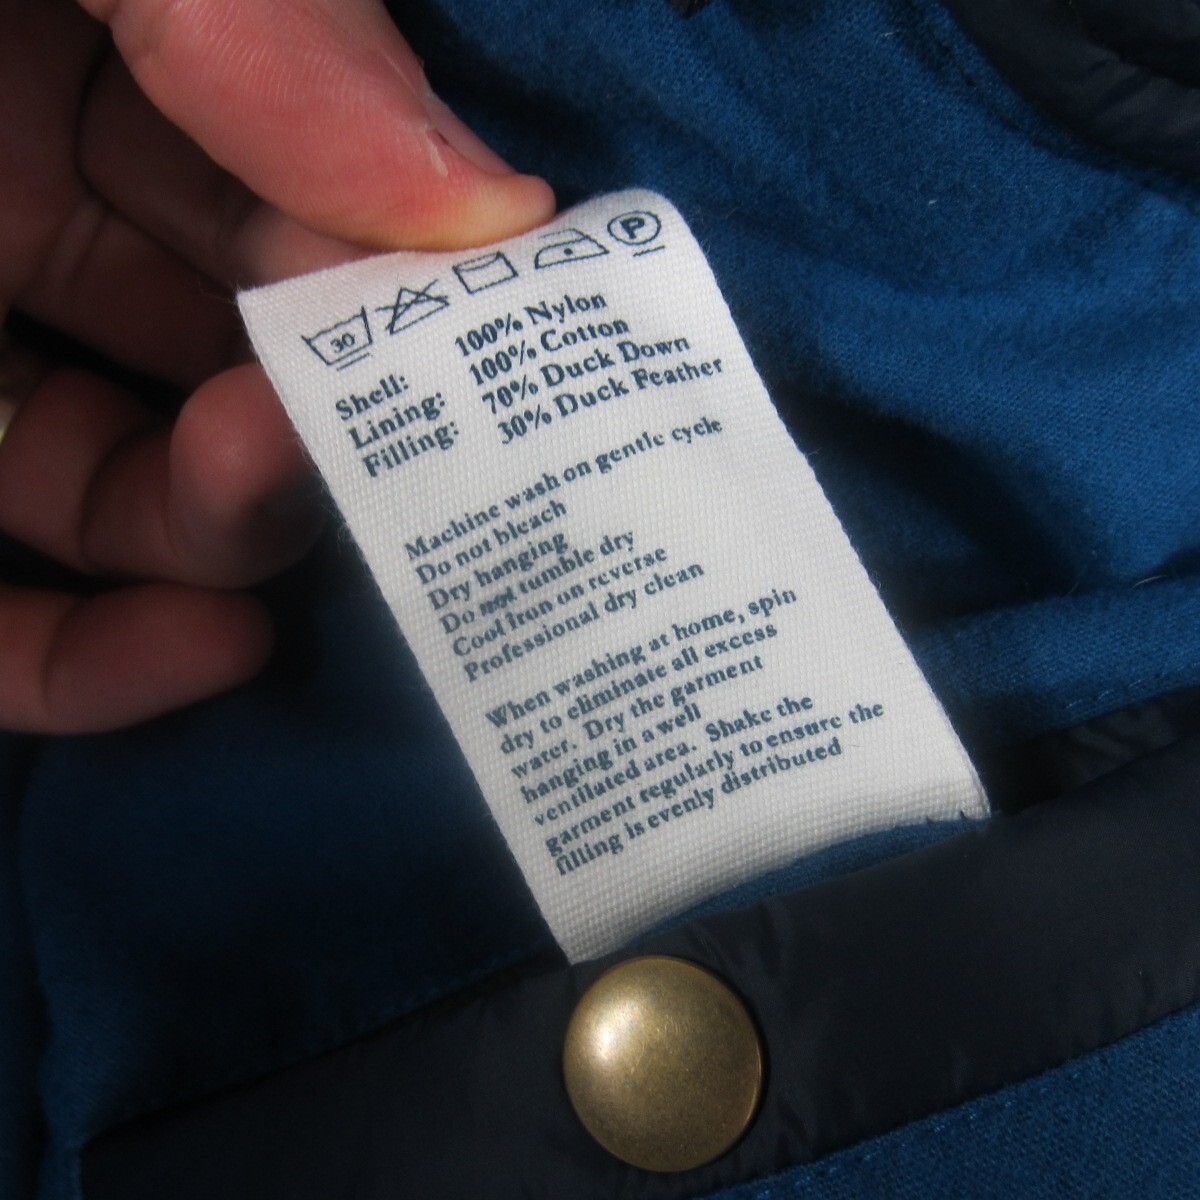 30 P
Shell: 100% Nylon
Lining: 100% Cotton
Filling: 70% Duck Down
30% Duck Feather
Machine wash on gentle cycle
Do not bleach
Dry hanging
Do not tumble dry
Cool iron on reverse
Professional dry clean
When washing at home, spin
dry to eliminate all excess
water. Dry the garment
hanging in a well
ventilated area. Shake the
garment regularly to ensure the
filling is evenly distributed